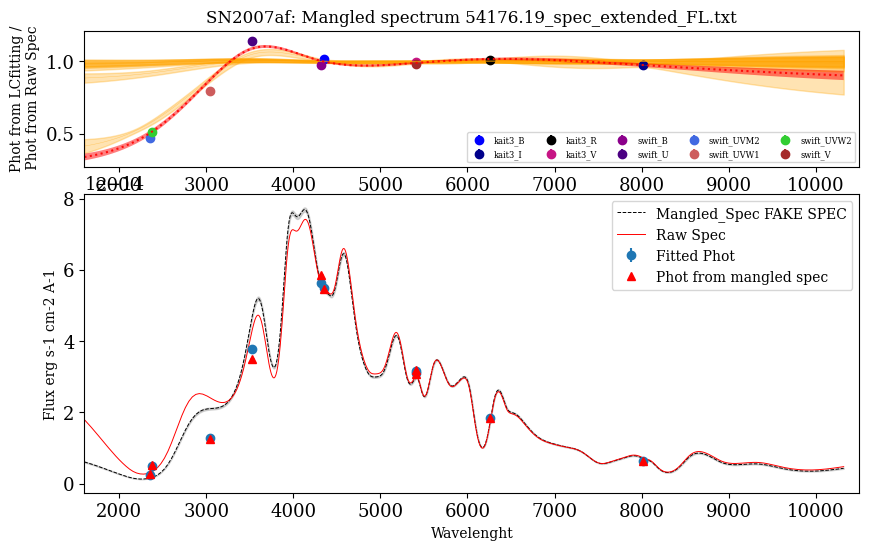 SN2007af: Mangled spectrum 54176.19_spec_extended_FL.txt
Phot from LCfitting /
Phot from Raw Spec
1.0
0.5
kait3_B kait3_R swift_B swift_UVM2 swift_UVW2
kait3_I kait3_V swift_U swift_UVW1 swift_V
2000 3000 4000 5000 6000 7000 8000 9000 10000
1e−14
Flux erg s-1 cm-2 A-1
8
6
4
2
0
Mangled_Spec FAKE SPEC
Raw Spec
Fitted Phot
Phot from mangled spec
2000 3000 4000 5000 6000 7000 8000 9000 10000
Wavelenght